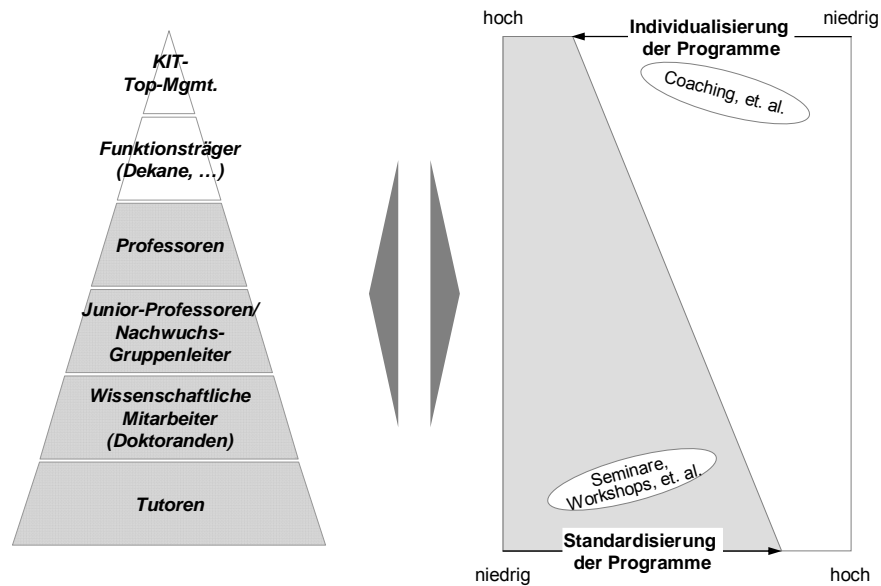 KIT-
Top-Mgmt.
Funktionsträger
(Dekane, …)
Professoren
Junior-Professoren/
Nachwuchs-
Gruppenleiter
Wissenschaftliche
Mitarbeiter
(Doktoranden)
Tutoren
hoch
niedrig
Individualisierung
der Programme
Coaching, et. al.
Seminare,
Workshops, et. al.
Standardisierung
der Programme
niedrig
hoch